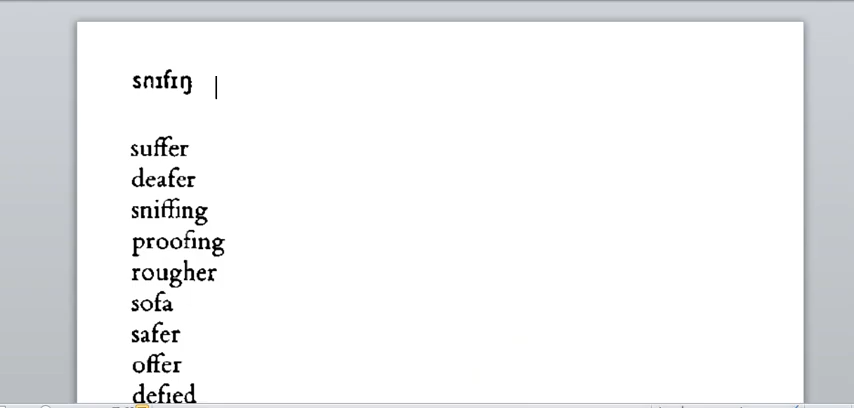 snɪfɪŋ
suffer
deafer
sniffing
proofing
rougher
sofa
safer
offer
defied